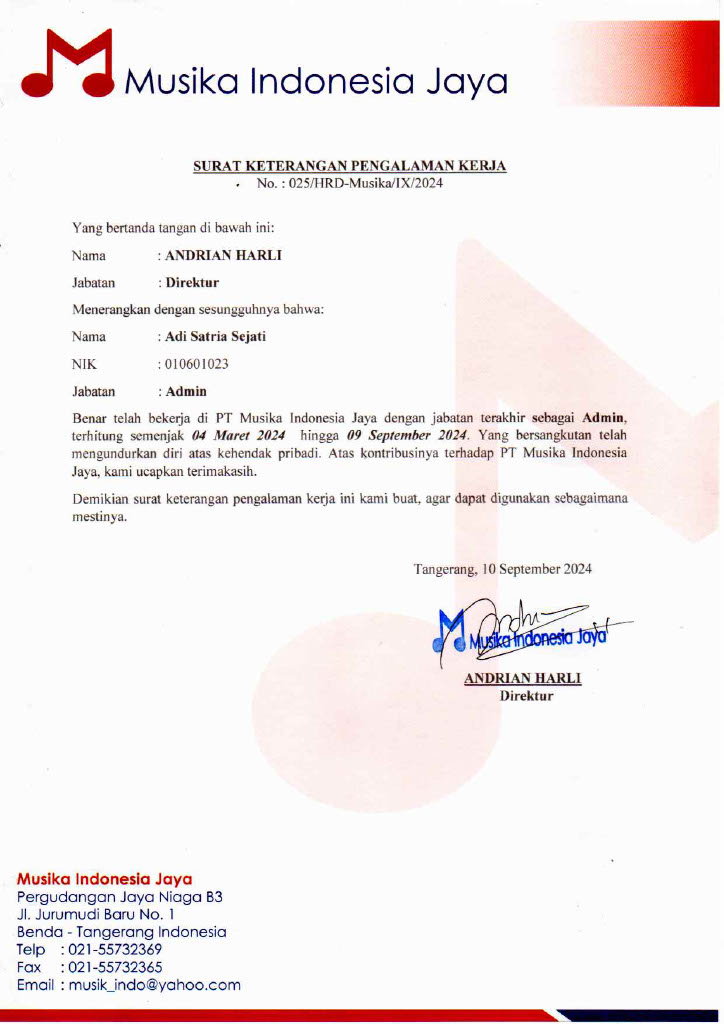 Musika Indonesia Jaya
SURAT KETERANGAN PENGALAMAN KERJA
No. : 025/HRD-Musika/IX/2024
Yang bertanda tangan di bawah ini:
Nama : ANDRIAN HARLI
Jabatan : Direktur
Menerangkan dengan sesungguhnya bahwa:
Nama : Adi Satria Sejati
NIK : 010601023
Jabatan : Admin
Benar telah bekerja di PT Musika Indonesia Jaya dengan jabatan terakhir sebagai Admin,
terhitung semenjak 04 Maret 2024 hingga 09 September 2024. Yang bersangkutan telah
mengundurkan diri atas kehendak pribadi. Atas kontribusinya terhadap PT Musika Indonesia
Jaya, kami ucapkan terimakasih.
Demikian surat keterangan pengalaman kerja ini kami buat, agar dapat digunakan sebagaimana
mestinya.
Tangerang, 10 September 2024
Musika Indonesia Jaya
ANDRIAN HARLI
Direktur
Musika Indonesia Jaya
Pergudangan Jaya Niaga B3
Jl. Jurumudi Baru No. 1
Benda - Tangerang Indonesia
Telp : 021-55732369
Fax : 021-55732365
Email : musik_indo@yahoo.com